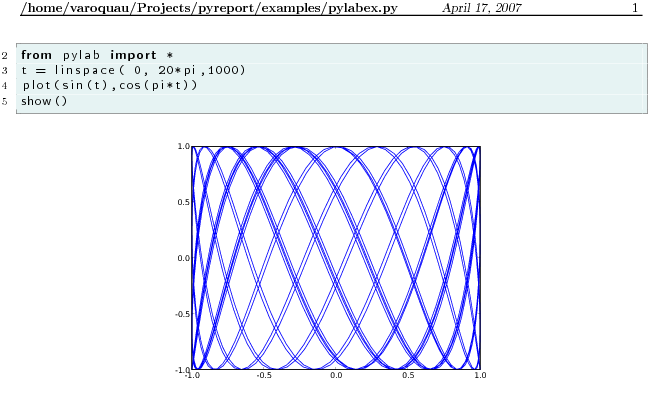 /home/varoquau/Projects/pyreport/examples/pylabex.py April 17, 2007 1
2 from pylab import *
3 t = linspace( 0, 20*pi,1000)
4 plot(sin(t),cos(pi*t))
5 show()
1.0
0.5
0.0
-0.5
-1.0
-1.0 -0.5 0.0 0.5 1.0